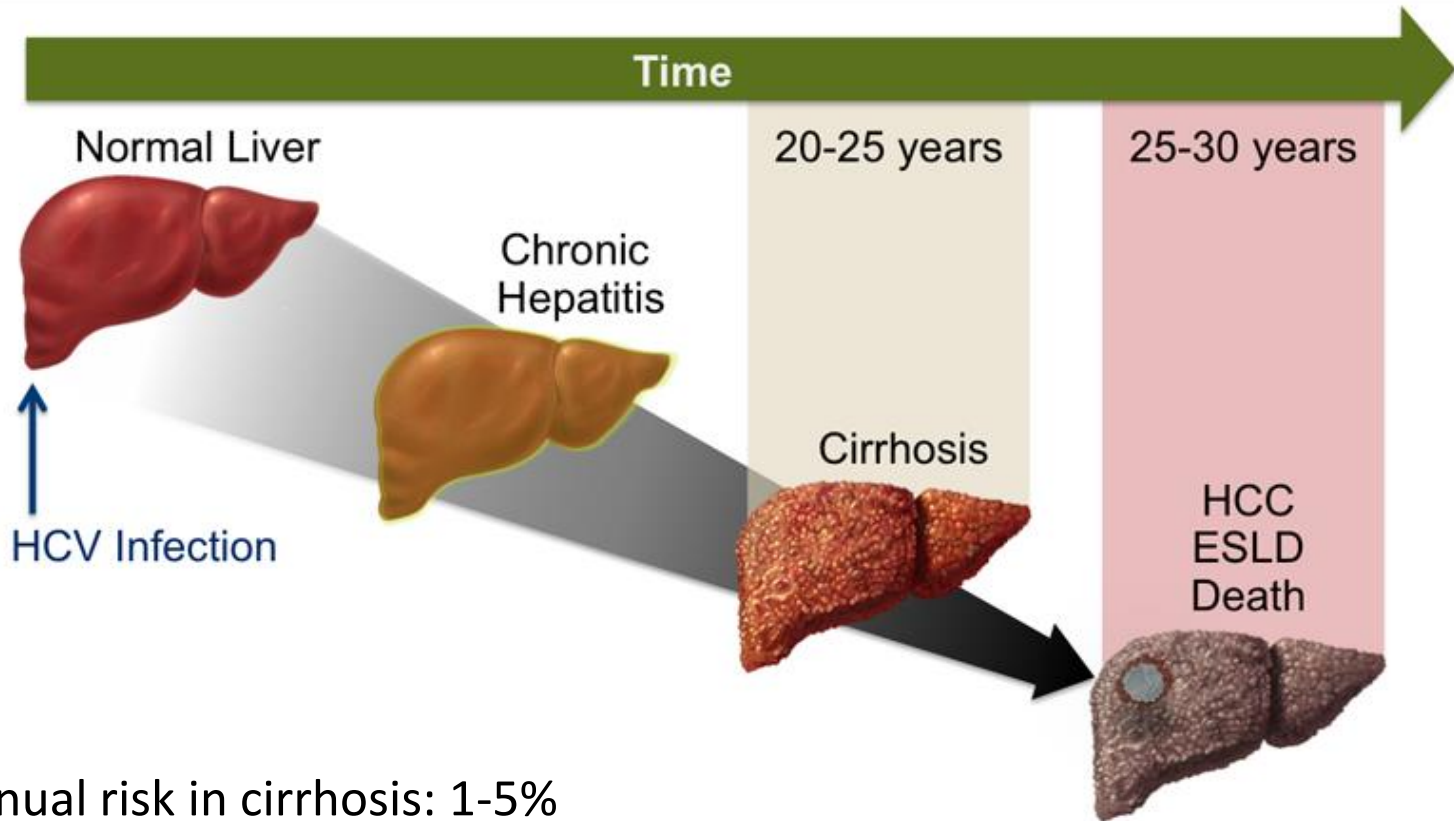 Time
Normal Liver
20-25 years
25-30 years
Chronic
Hepatitis
Cirrhosis
HCC
ESLD
Death
HCV Infection
nual risk in cirrhosis: 1-5%